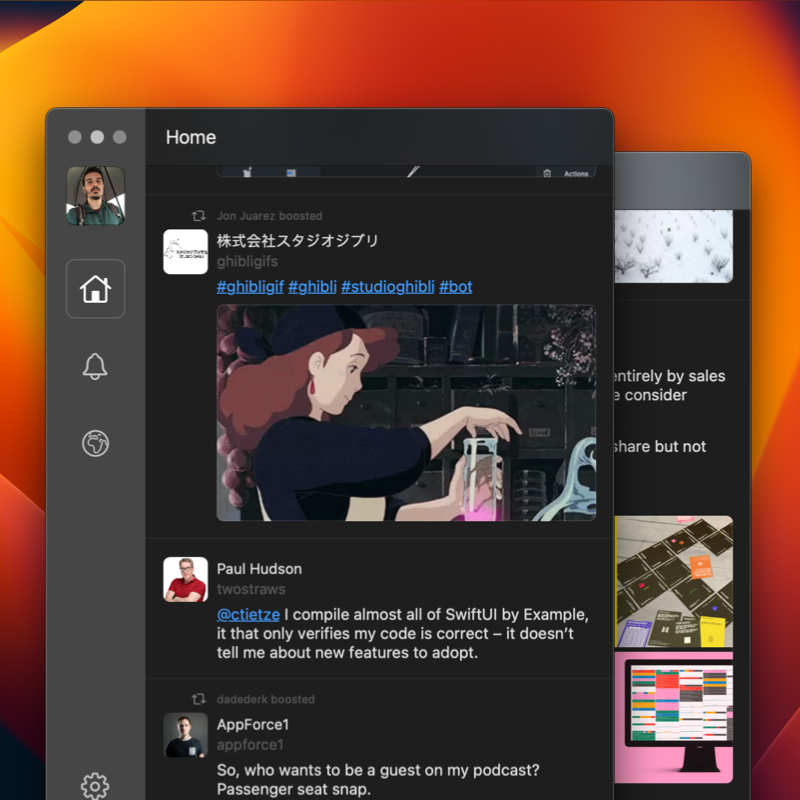 Home
Actions
Jon Juarez boosted
株式会社スタジオジブリ
ghibligifs
#ghibligif #ghibli #studioghibli #bot
Paul Hudson
twostraws
@ctietze I compile almost all of SwiftUI by Example,
it that only verifies my code is correct – it doesn’t
tell me about new features to adopt.
dadederk boosted
AppForce1
appforce1
So, who wants to be a guest on my podcast?
Passenger seat snap.
entirely by sales
consider
share but not